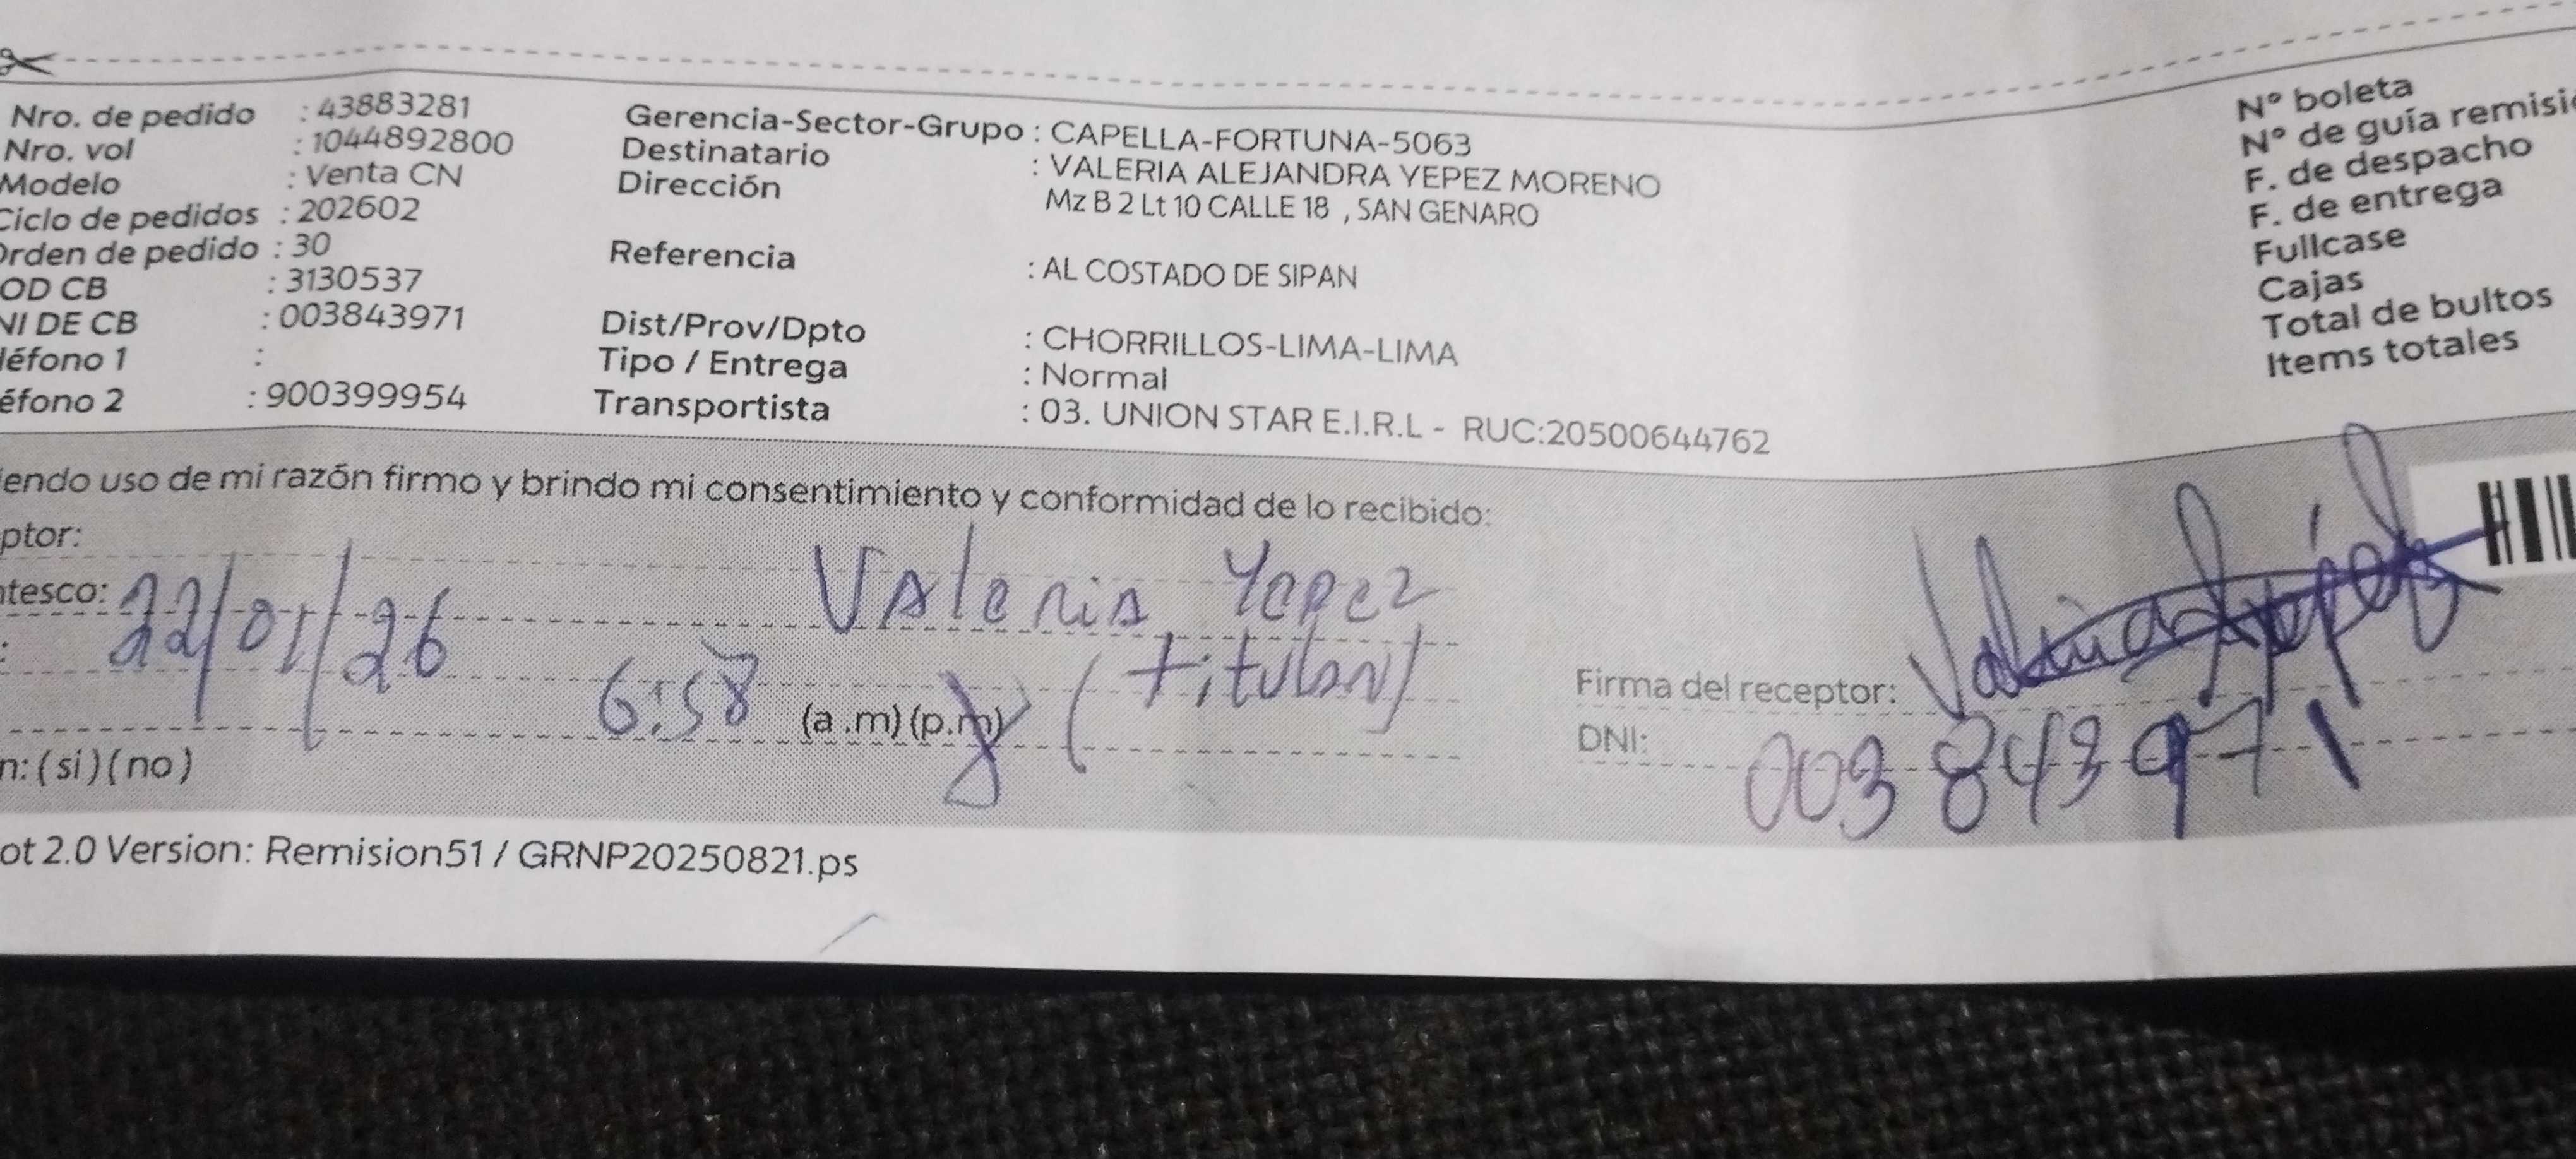 Nro. de pedido : 43883281
Nro. vol : 1044892800
Modelo : Venta CN
Ciclo de pedidos : 202602
Orden de pedido : 30
OD CB : 3130537
NI DE CB : 003843971
léfono 1 :
éfono 2 : 900399954
Gerencia-Sector-Grupo : CAPELLA-FORTUNA-5063
Destinatario : VALERIA ALEJANDRA YEPEZ MORENO
Dirección Mz B 2 Lt 10 CALLE 18 , SAN GENARO
Referencia : AL COSTADO DE SIPAN
Dist/Prov/Dpto : CHORRILLOS-LIMA-LIMA
Tipo / Entrega : Normal
Transportista : 03. UNION STAR E.I.R.L - RUC:20500644762
Nº boleta
Nº de guía remisi
F. de despacho
F. de entrega
Fullcase
Cajas
Total de bultos
Items totales
iendo uso de mi razón firmo y brindo mi consentimiento y conformidad de lo recibido:
ptor:
ntesco: 22/01/26 Valeria Yepez
: 6:58 (a .m) (p.m) (titular)
n: ( si ) ( no )
Firma del receptor: Valeria Yépez
DNI: 003843971
ot 2.0 Version: Remision51 / GRNP20250821.ps